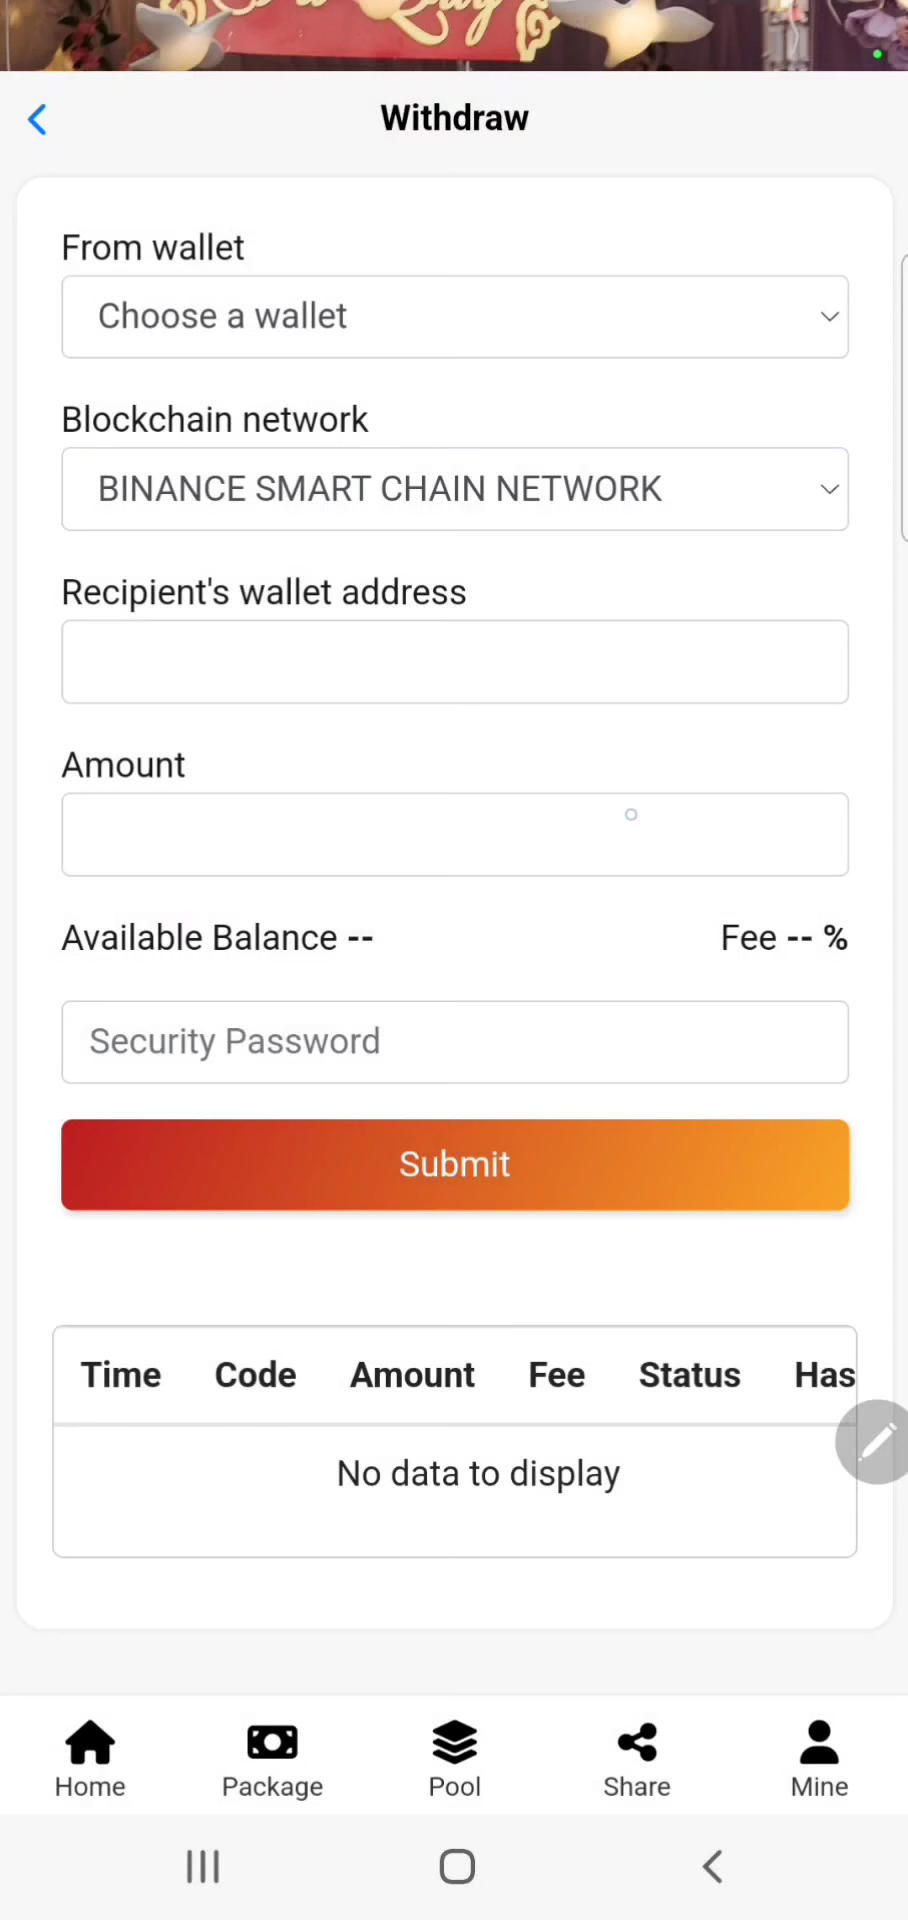 Withdraw
From wallet
Choose a wallet
Blockchain network
BINANCE SMART CHAIN NETWORK
Recipient's wallet address
Amount
Available Balance -- Fee -- %
Security Password
Submit
Time Code Amount Fee Status Has
No data to display
Home Package Pool Share Mine